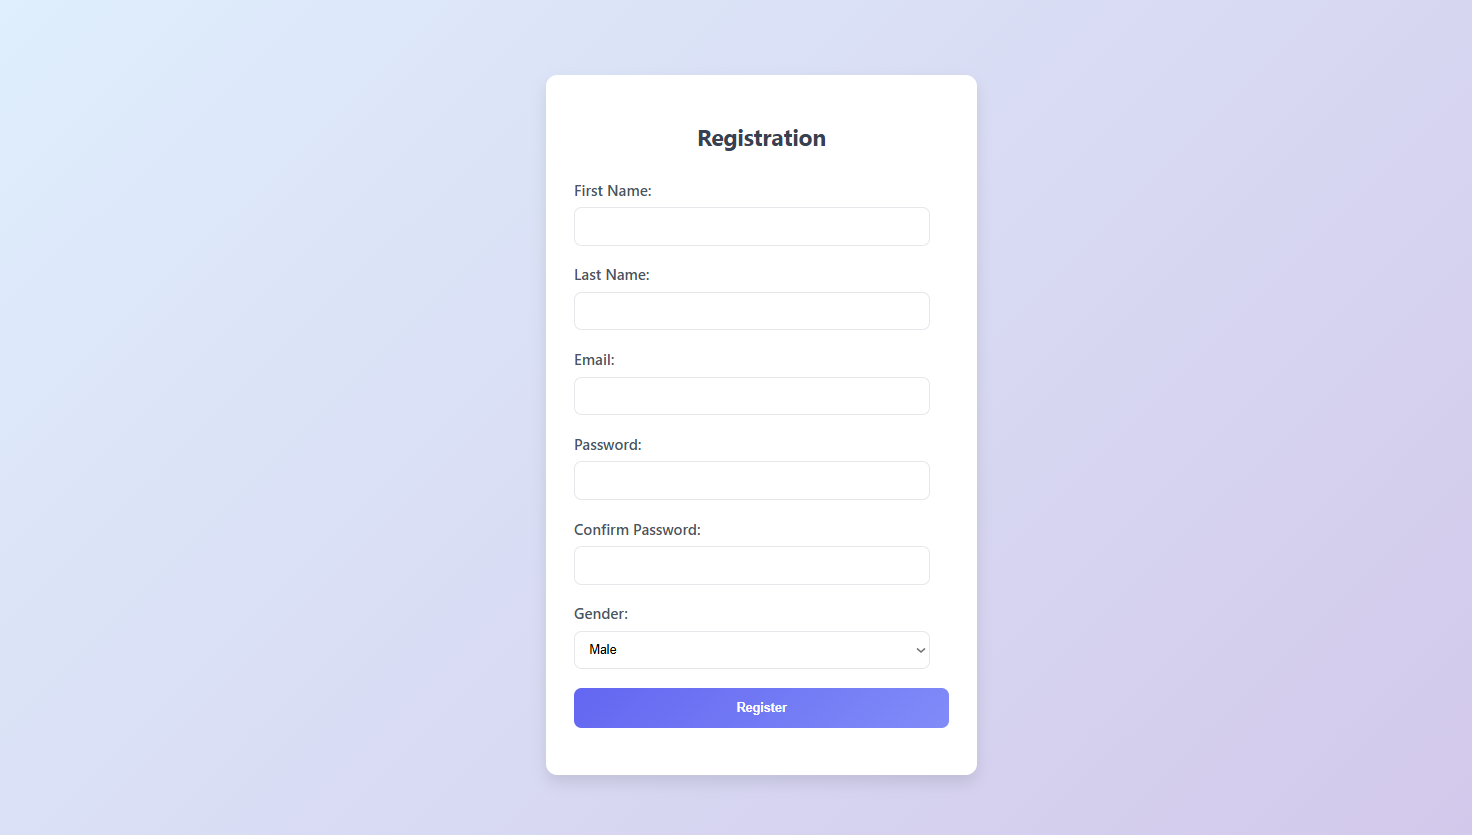 Registration
First Name:
Last Name:
Email:
Password:
Confirm Password:
Gender:
Male
Register